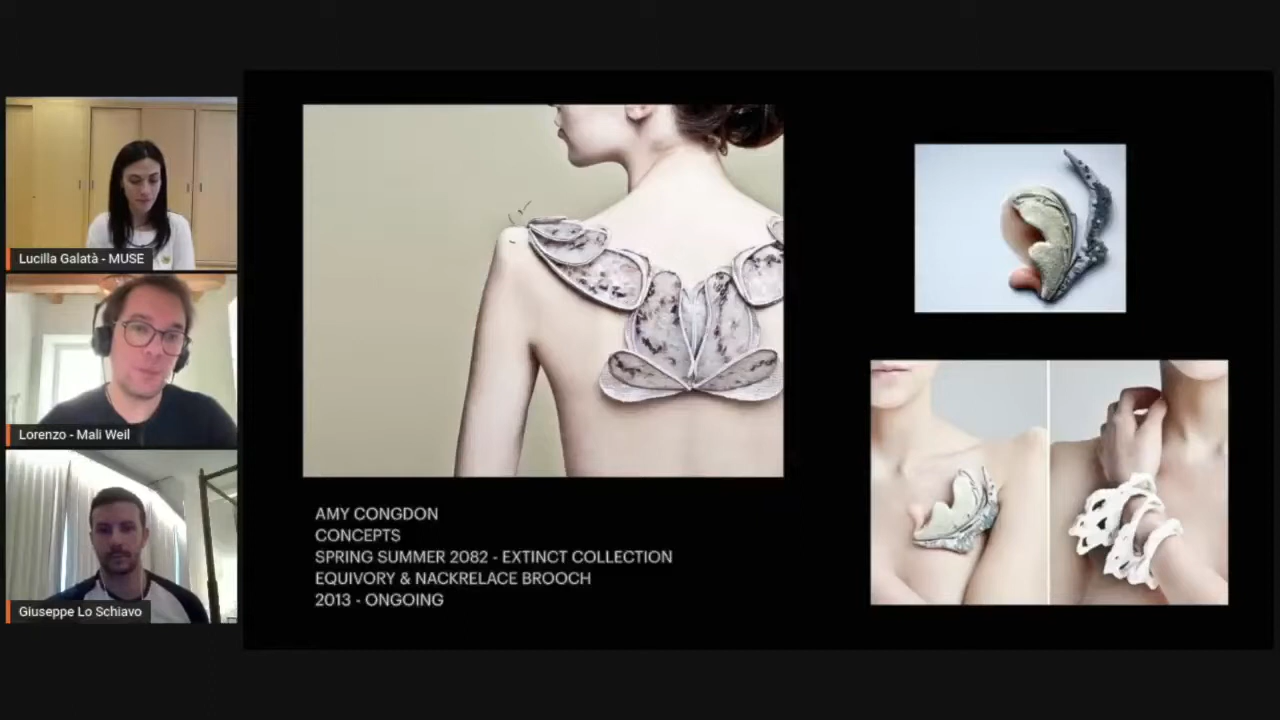 Lucilla Galatà - MUSE
Lorenzo - Mali Weil
Giuseppe Lo Schiavo
AMY CONGDON
CONCEPTS
SPRING SUMMER 2082 - EXTINCT COLLECTION
EQUIVORY & NACKRELACE BROOCH
2013 - ONGOING